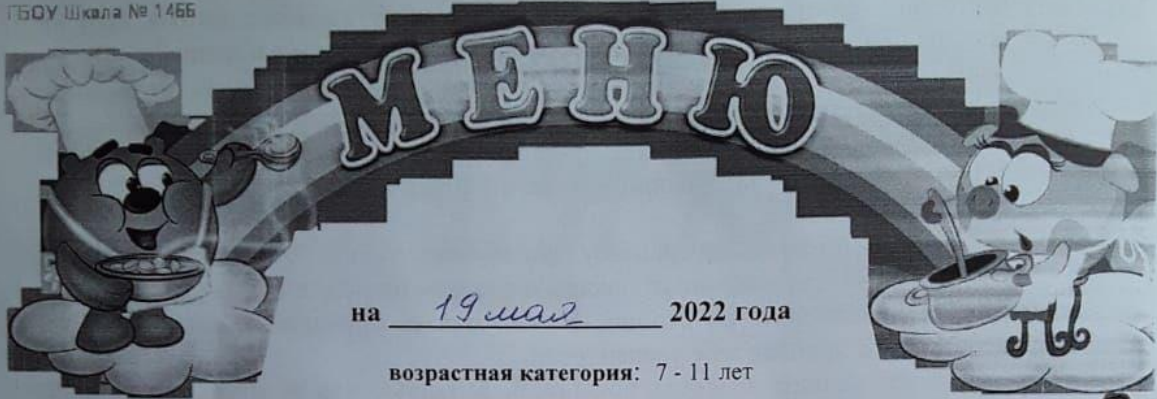 ГБОУ Школа № 1466
МЕНЮ
на 19 мая 2022 года
возрастная категория: 7 - 11 лет